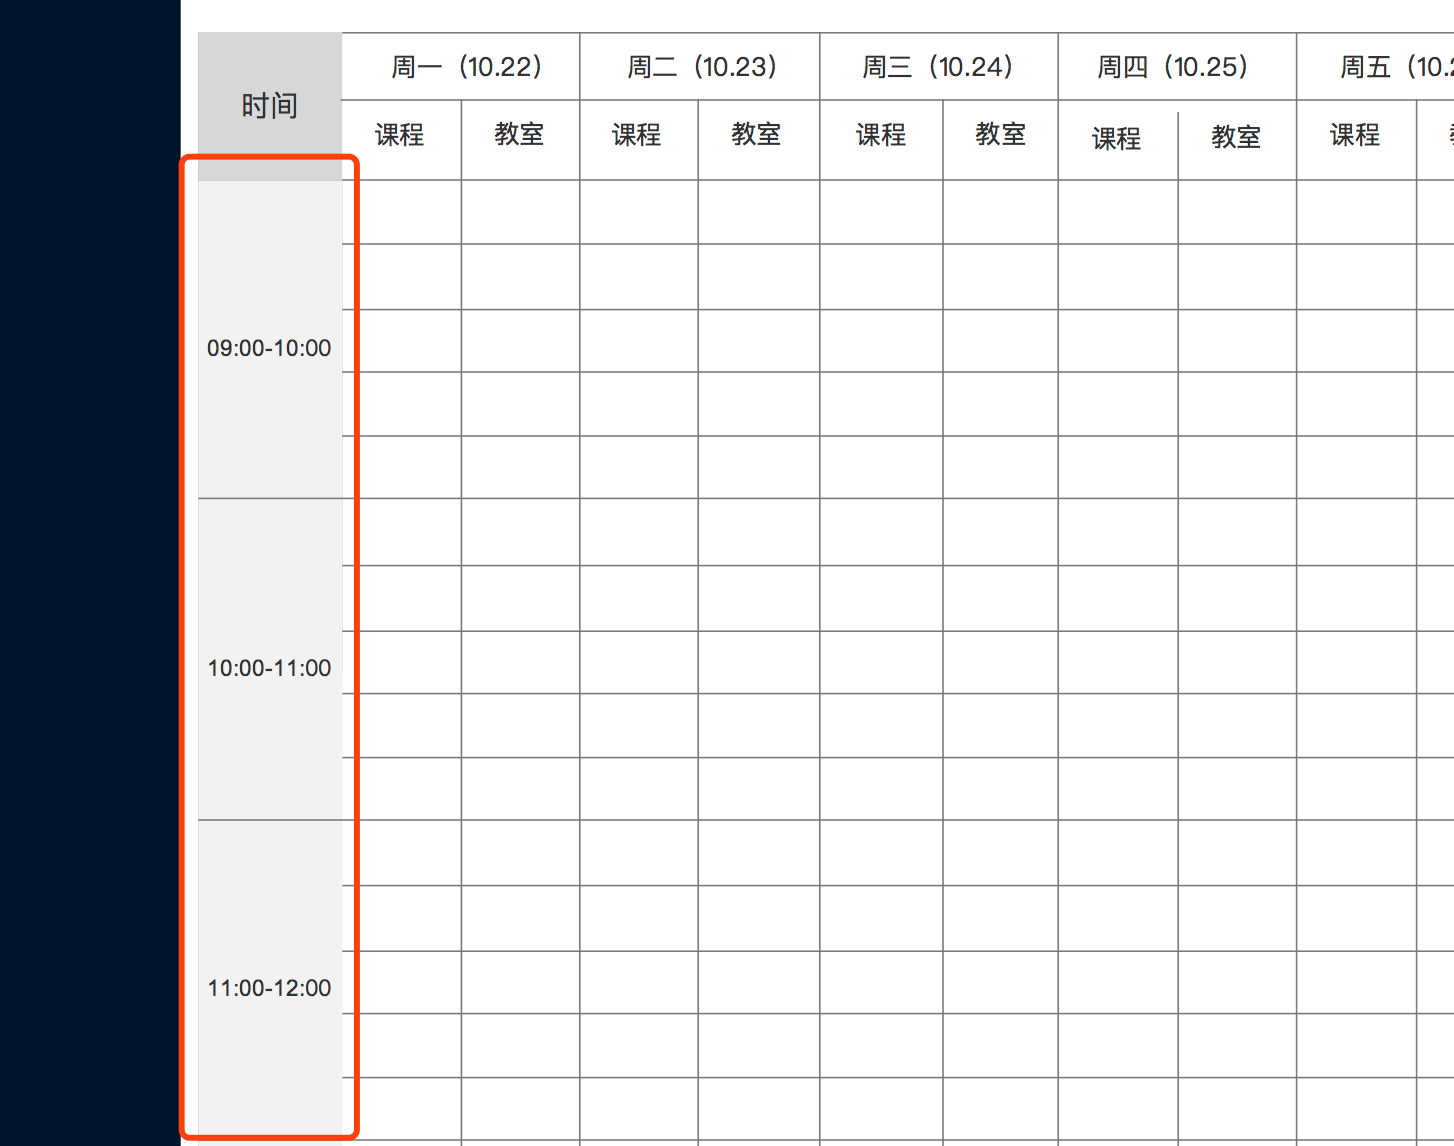 时间 周一（10.22） 周二（10.23） 周三（10.24） 周四（10.25） 周五（10.2
课程 教室 课程 教室 课程 教室 课程 教室 课程
09:00-10:00
10:00-11:00
11:00-12:00